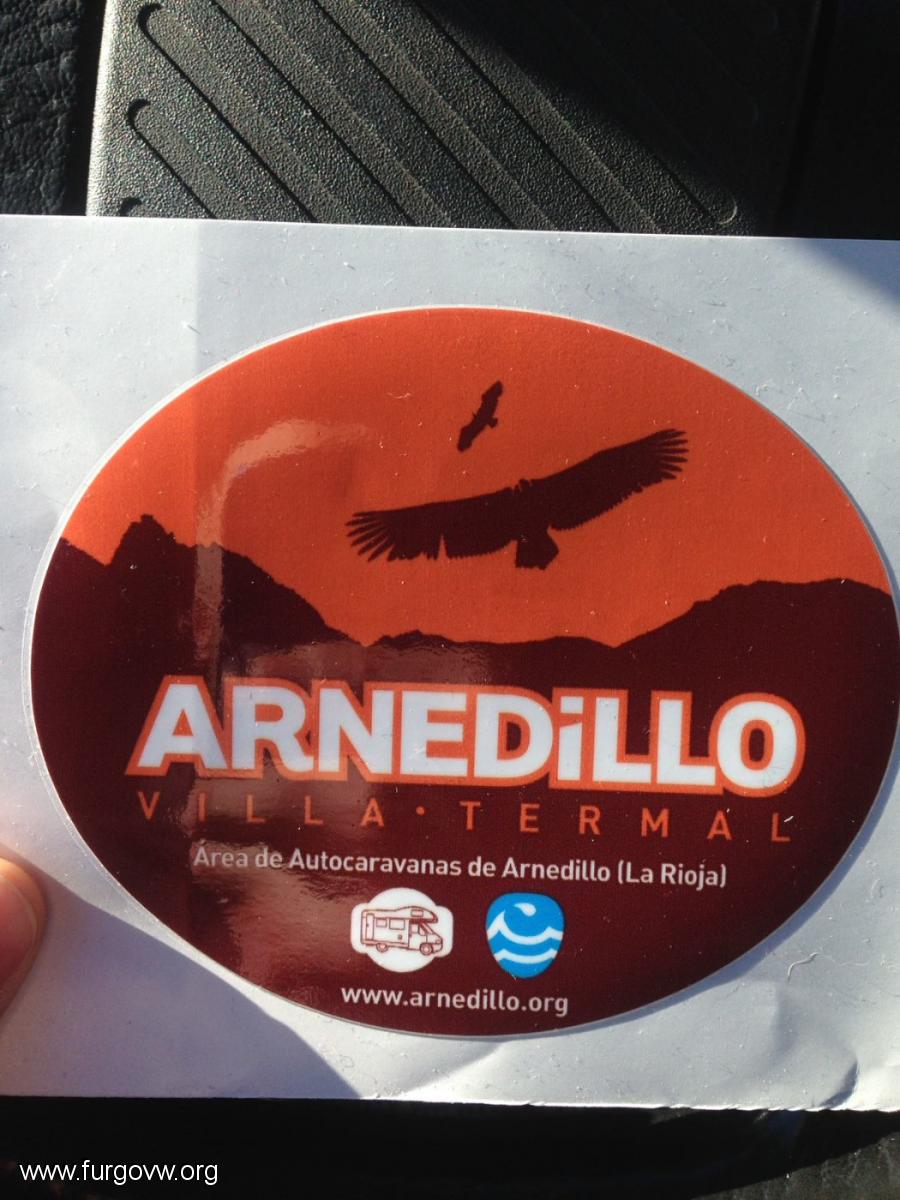 ARNEDiLLO
VILLA·TERMAL
Área de Autocaravanas de Arnedillo (La Rioja)
www.arnedillo.org
www.furgovw.org